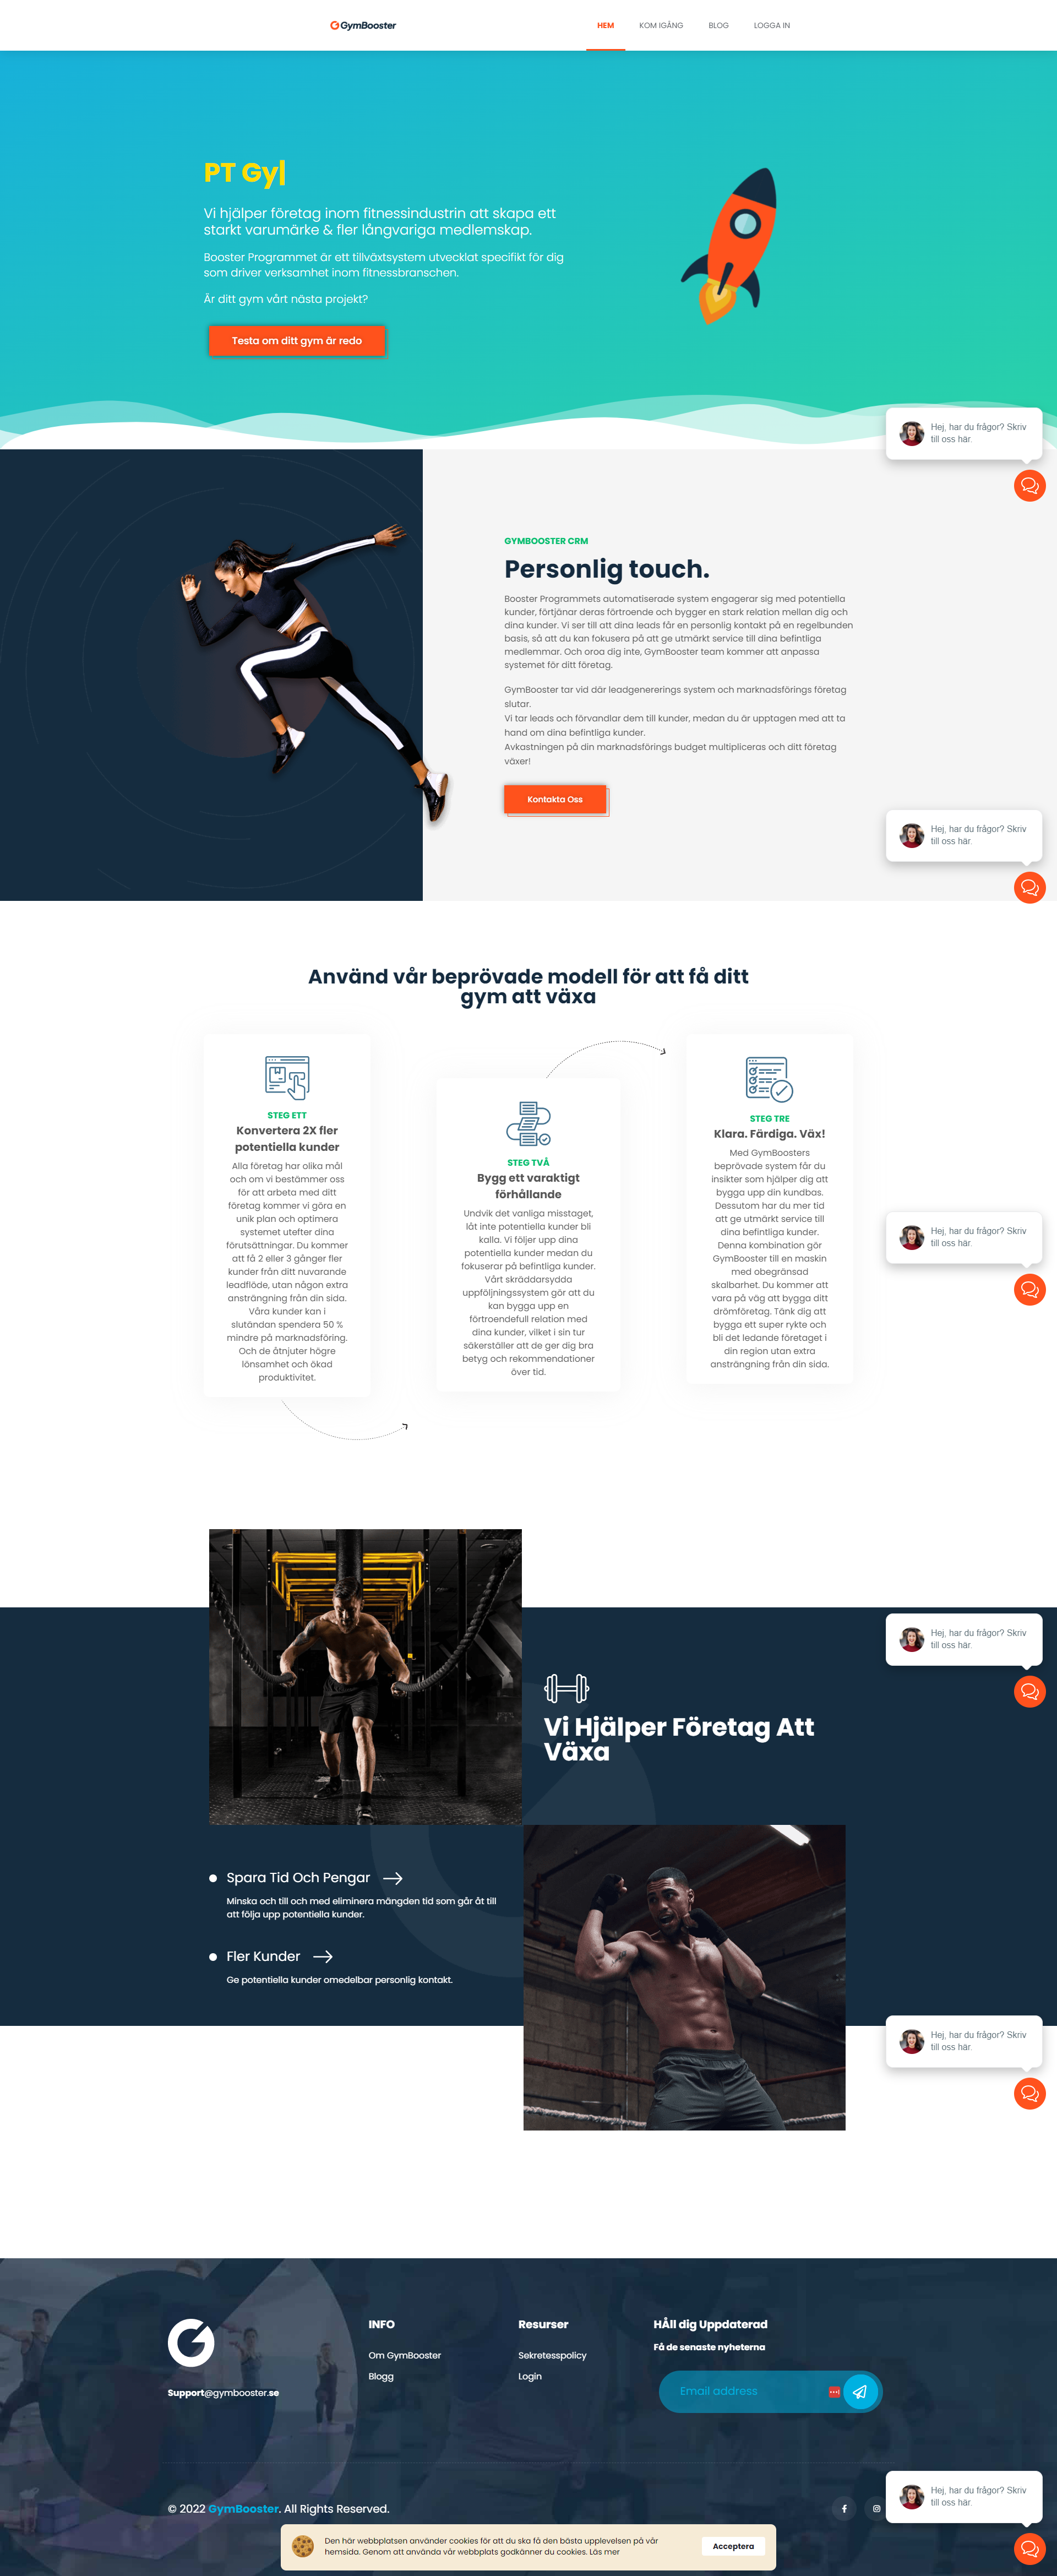 GymBooster
HEM
KOM IGÅNG
BLOG
LOGGA IN
PT Gy|
Vi hjälper företag inom fitnessindustrin att skapa ett
starkt varumärke & fler långvariga medlemskap.
Booster Programmet är ett tillväxtsystem utvecklat specifikt för dig
som driver verksamhet inom fitnessbranschen.
Är ditt gym vårt nästa projekt?
Testa om ditt gym är redo
Hej, har du frågor? Skriv
till oss här.
GYMBOOSTER CRM
Personlig touch.
Booster Programmets automatiserade system engagerar sig med potentiella
kunder, förtjänar deras förtroende och bygger en stark relation mellan dig och
dina kunder. Vi ser till att dina leads får en personlig kontakt på en regelbunden
basis, så att du kan fokusera på att ge utmärkt service till dina befintliga
medlemmar. Och oroa dig inte, GymBooster team kommer att anpassa
systemet för ditt företag.
GymBooster tar vid där leadgenererings system och marknadsförings företag
slutar.
Vi tar leads och förvandlar dem till kunder, medan du är upptagen med att ta
hand om dina befintliga kunder.
Avkastningen på din marknadsförings budget multipliceras och ditt företag
växer!
Kontakta Oss
Hej, har du frågor? Skriv
till oss här.
Använd vår beprövade modell för att få ditt
gym att växa
STEG ETT
Konvertera 2X fler
potentiella kunder
Alla företag har olika mål
och om vi bestämmer oss
för att arbeta med ditt
företag kommer vi göra en
unik plan och optimera
systemet utefter dina
förutsättningar. Du kommer
att få 2 eller 3 gånger fler
kunder från ditt nuvarande
leadflöde, utan någon extra
ansträngning från din sida.
Våra kunder kan i
slutändan spendera 50 %
mindre på marknadsföring.
Och de åtnjuter högre
lönsamhet och ökad
produktivitet.
STEG TVÅ
Bygg ett varaktigt
förhållande
Undvik det vanliga misstaget,
låt inte potentiella kunder bli
kalla. Vi följer upp dina
potentiella kunder medan du
fokuserar på befintliga kunder.
Vårt skräddarsydda
uppföljningssystem gör att du
kan bygga upp en
förtroendefull relation med
dina kunder, vilket i sin tur
säkerställer att de ger dig bra
betyg och rekommendationer
över tid.
STEG TRE
Klara. Färdiga. Väx!
Med GymBoosters
beprövade system får du
insikter som hjälper dig att
bygga upp din kundbas.
Dessutom har du mer tid
att ge utmärkt service till
dina befintliga kunder.
Denna kombination gör
GymBooster till en maskin
med obegränsad
skalbarhet. Du kommer att
vara på väg att bygga ditt
drömföretag. Tänk dig att
bygga ett super rykte och
bli det ledande företaget i
din region utan extra
ansträngning från din sida.
Hej, har du frågor? Skriv
till oss här.
Hej, har du frågor? Skriv
till oss här.
Vi Hjälper Företag Att
Växa
Spara Tid Och Pengar
Minska och till och med eliminera mängden tid som går åt till
att följa upp potentiella kunder.
Fler Kunder
Ge potentiella kunder omedelbar personlig kontakt.
Hej, har du frågor? Skriv
till oss här.
Support@gymbooster.se
INFO
Om GymBooster
Blogg
Resurser
Sekretesspolicy
Login
HÅll dig Uppdaterad
Få de senaste nyheterna
Email address
Hej, har du frågor? Skriv
till oss här.
© 2022 GymBooster. All Rights Reserved.
Den här webbplatsen använder cookies för att du ska få den bästa upplevelsen på vår
hemsida. Genom att använda vår webbplats godkänner du cookies. Läs mer
Acceptera